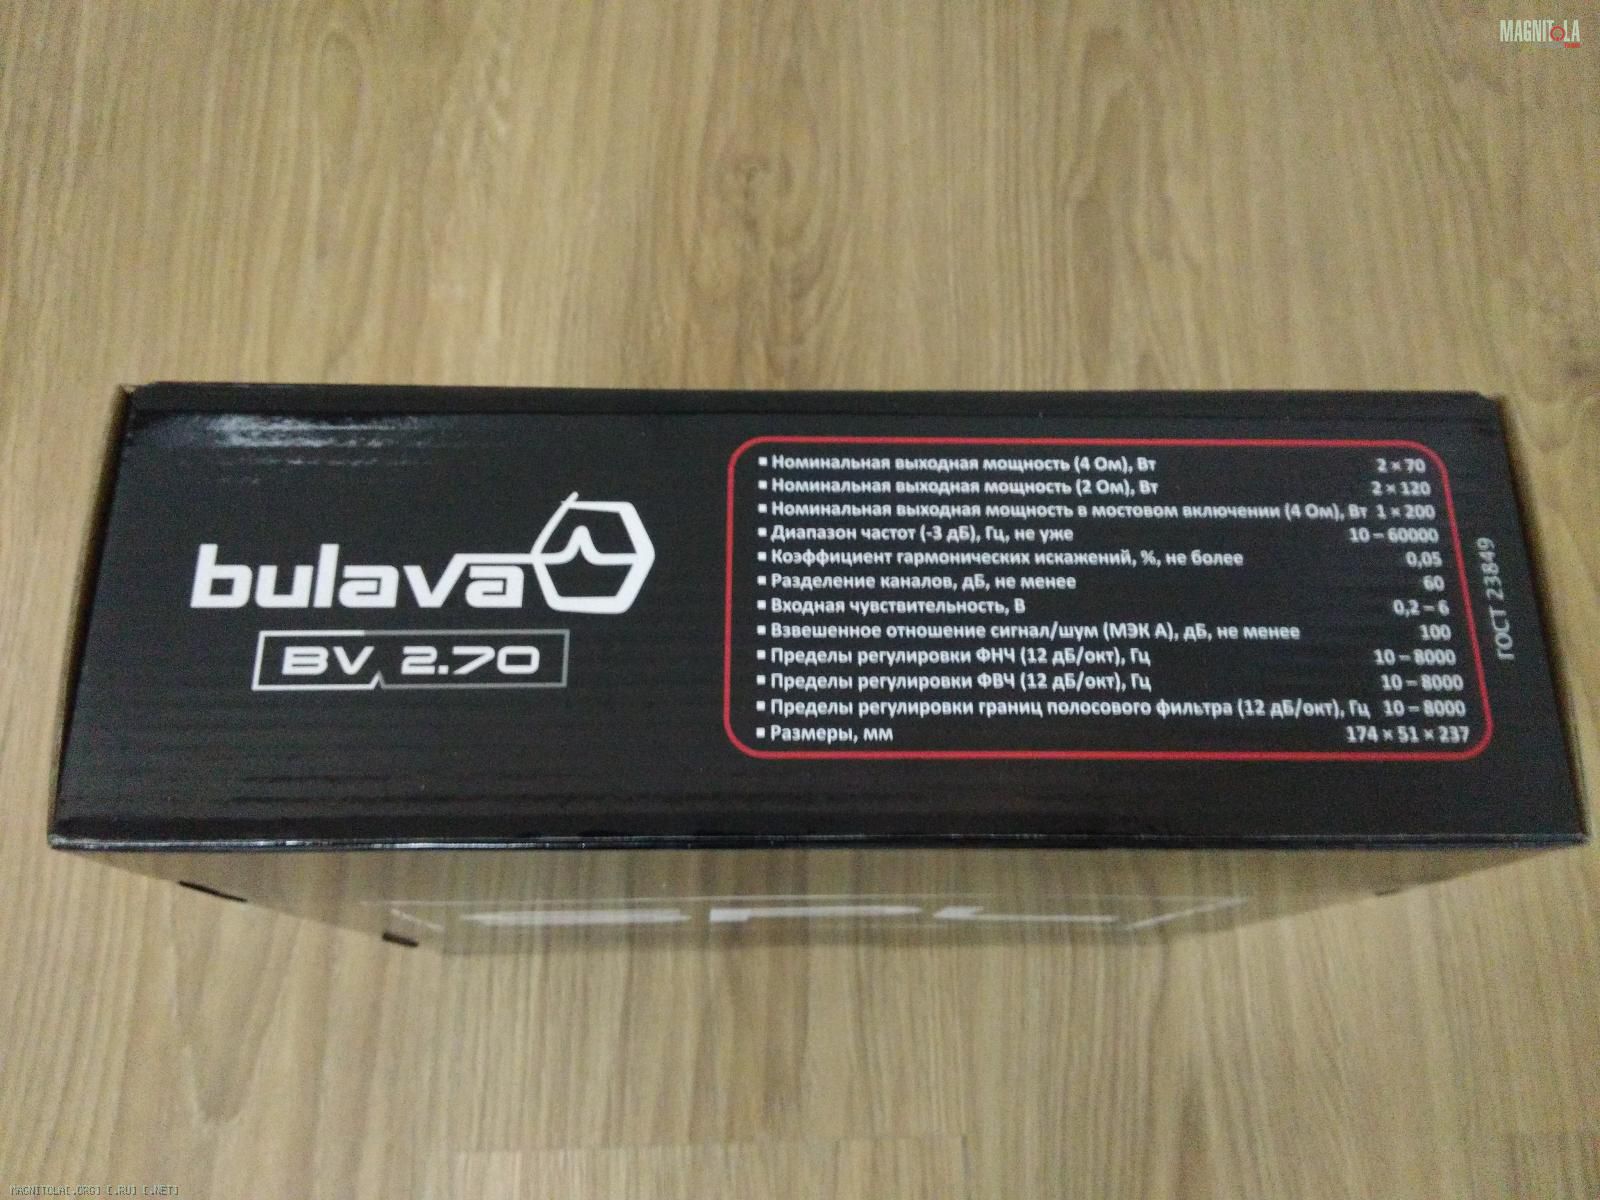 MAGNITOLA
bulava
BV 2.70
▪ Номинальная выходная мощность (4 Ом), Вт 2 × 70
▪ Номинальная выходная мощность (2 Ом), Вт 2 × 120
▪ Номинальная выходная мощность в мостовом включении (4 Ом), Вт 1 × 200
▪ Диапазон частот (-3 дБ), Гц, не уже 10 – 60000
▪ Коэффициент гармонических искажений, %, не более 0,05
▪ Разделение каналов, дБ, не менее 60
▪ Входная чувствительность, В 0,2 – 6
▪ Взвешенное отношение сигнал/шум (МЭК А), дБ, не менее 100
▪ Пределы регулировки ФНЧ (12 дБ/окт), Гц 10 – 8000
▪ Пределы регулировки ФВЧ (12 дБ/окт), Гц 10 – 8000
▪ Пределы регулировки границ полосового фильтра (12 дБ/окт), Гц 10 – 8000
▪ Размеры, мм 174 × 51 × 237
ГОСТ 23849
MAGNITOLA[.ORG] [.RU] [.NET]